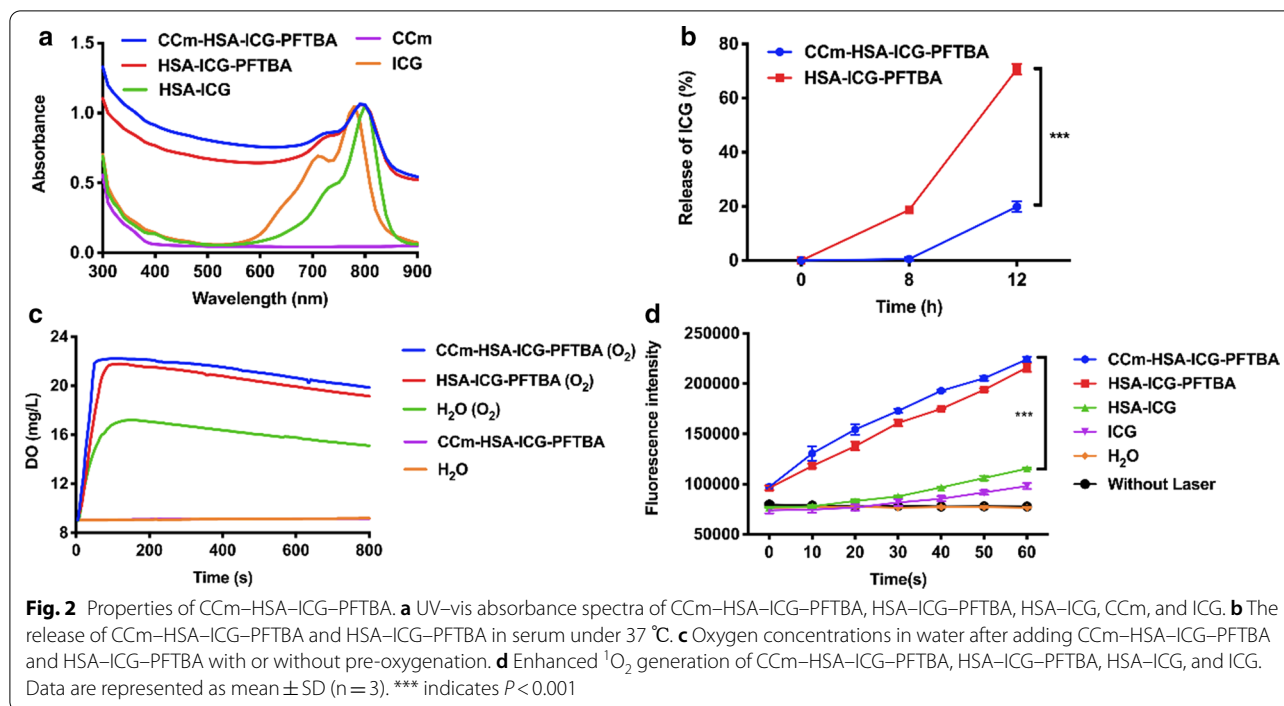 a
CCm-HSA-ICG-PFTBA
CCm
HSA-ICG-PFTBA
ICG
HSA-ICG
1.5
1.0
0.5
0.0
Absorbance
300 400 500 600 700 800 900
Wavelength (nm)
b
CCm-HSA-ICG-PFTBA
HSA-ICG-PFTBA
80
60
40
20
0
Release of ICG (%)
***
0 8 12
Time (h)
c
24
20
16
12
8
DO (mg/L)
0 200 400 600 800
Time (s)
CCm-HSA-ICG-PFTBA (O₂)
HSA-ICG-PFTBA (O₂)
H₂O (O₂)
CCm-HSA-ICG-PFTBA
H₂O
d
250000
200000
150000
100000
50000
Fluorescence intensity
***
0 10 20 30 40 50 60
Time(s)
CCm-HSA-ICG-PFTBA
HSA-ICG-PFTBA
HSA-ICG
ICG
H₂O
Without Laser
Fig. 2 Properties of CCm–HSA–ICG–PFTBA. a UV–vis absorbance spectra of CCm–HSA–ICG–PFTBA, HSA–ICG–PFTBA, HSA–ICG, CCm, and ICG. b The
release of CCm–HSA–ICG–PFTBA and HSA–ICG–PFTBA in serum under 37 °C. c Oxygen concentrations in water after adding CCm–HSA–ICG–PFTBA
and HSA–ICG–PFTBA with or without pre-oxygenation. d Enhanced ¹O₂ generation of CCm–HSA–ICG–PFTBA, HSA–ICG–PFTBA, HSA–ICG, and ICG.
Data are represented as mean ± SD (n = 3). *** indicates P < 0.001